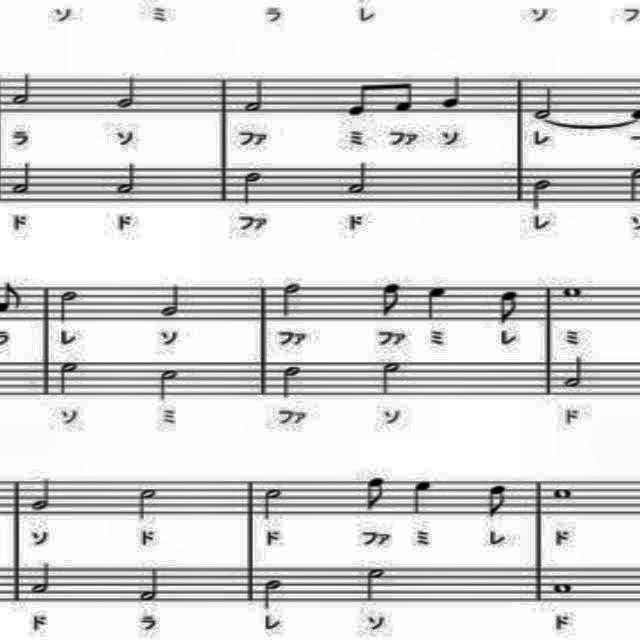 ソ ミ ラ レ ソ
ラ ソ ファ ミ ファ ソ レ ー
ド ド ファ ド レ
レ ソ ファ ファ ミ レ ミ
ソ ミ ファ ソ ド
ソ ド ド ファ ミ レ ド
ド ラ レ ソ ド